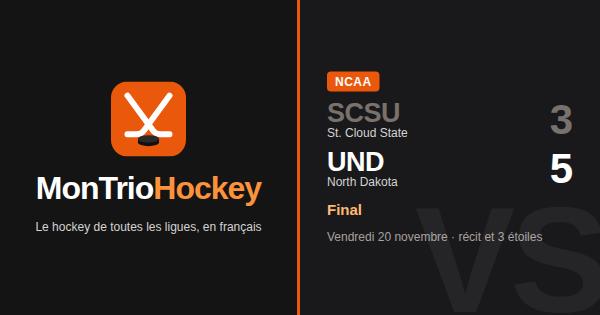 MonTrioHockey
Le hockey de toutes les ligues, en français
NCAA
SCSU 3
St. Cloud State
UND 5
North Dakota
Final
Vendredi 20 novembre · récit et 3 étoiles
VS